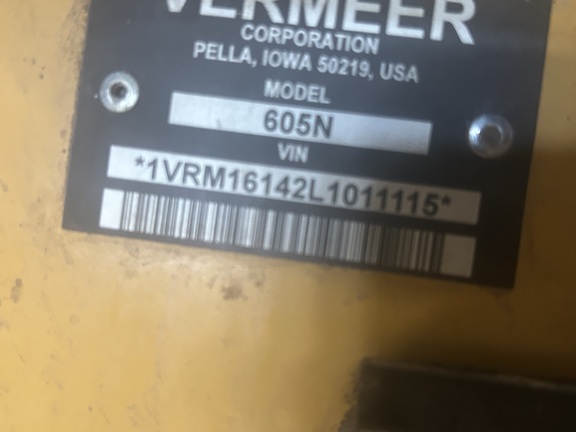 VERMEER
CORPORATION
PELLA, IOWA 50219, USA
MODEL
605N
VIN
*1VRM16142L1011115*